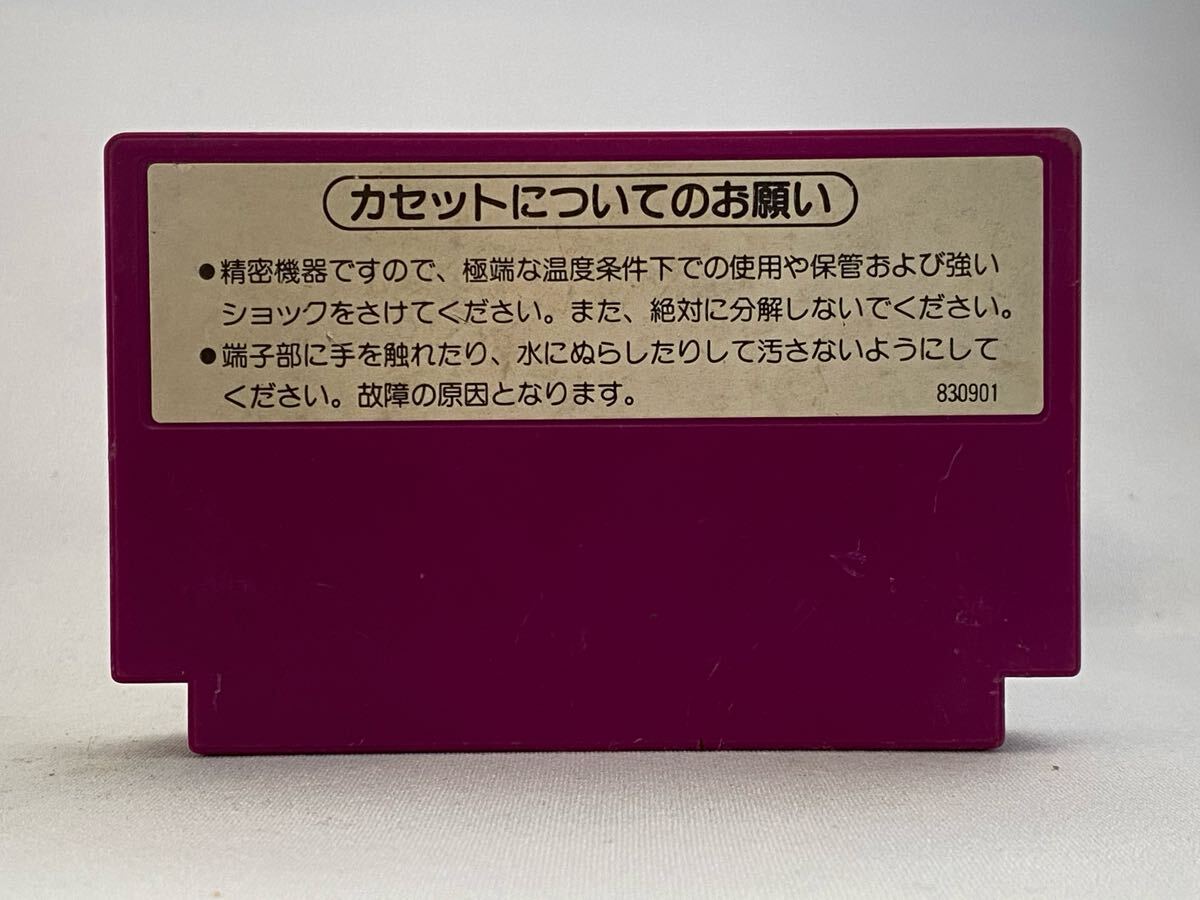 カセットについてのお願い
●精密機器ですので、極端な温度条件下での使用や保管および強い
ショックをさけてください。また、絶対に分解しないでください。
●端子部に手を触れたり、水にぬらしたりして汚さないようにして
ください。故障の原因となります。 830901